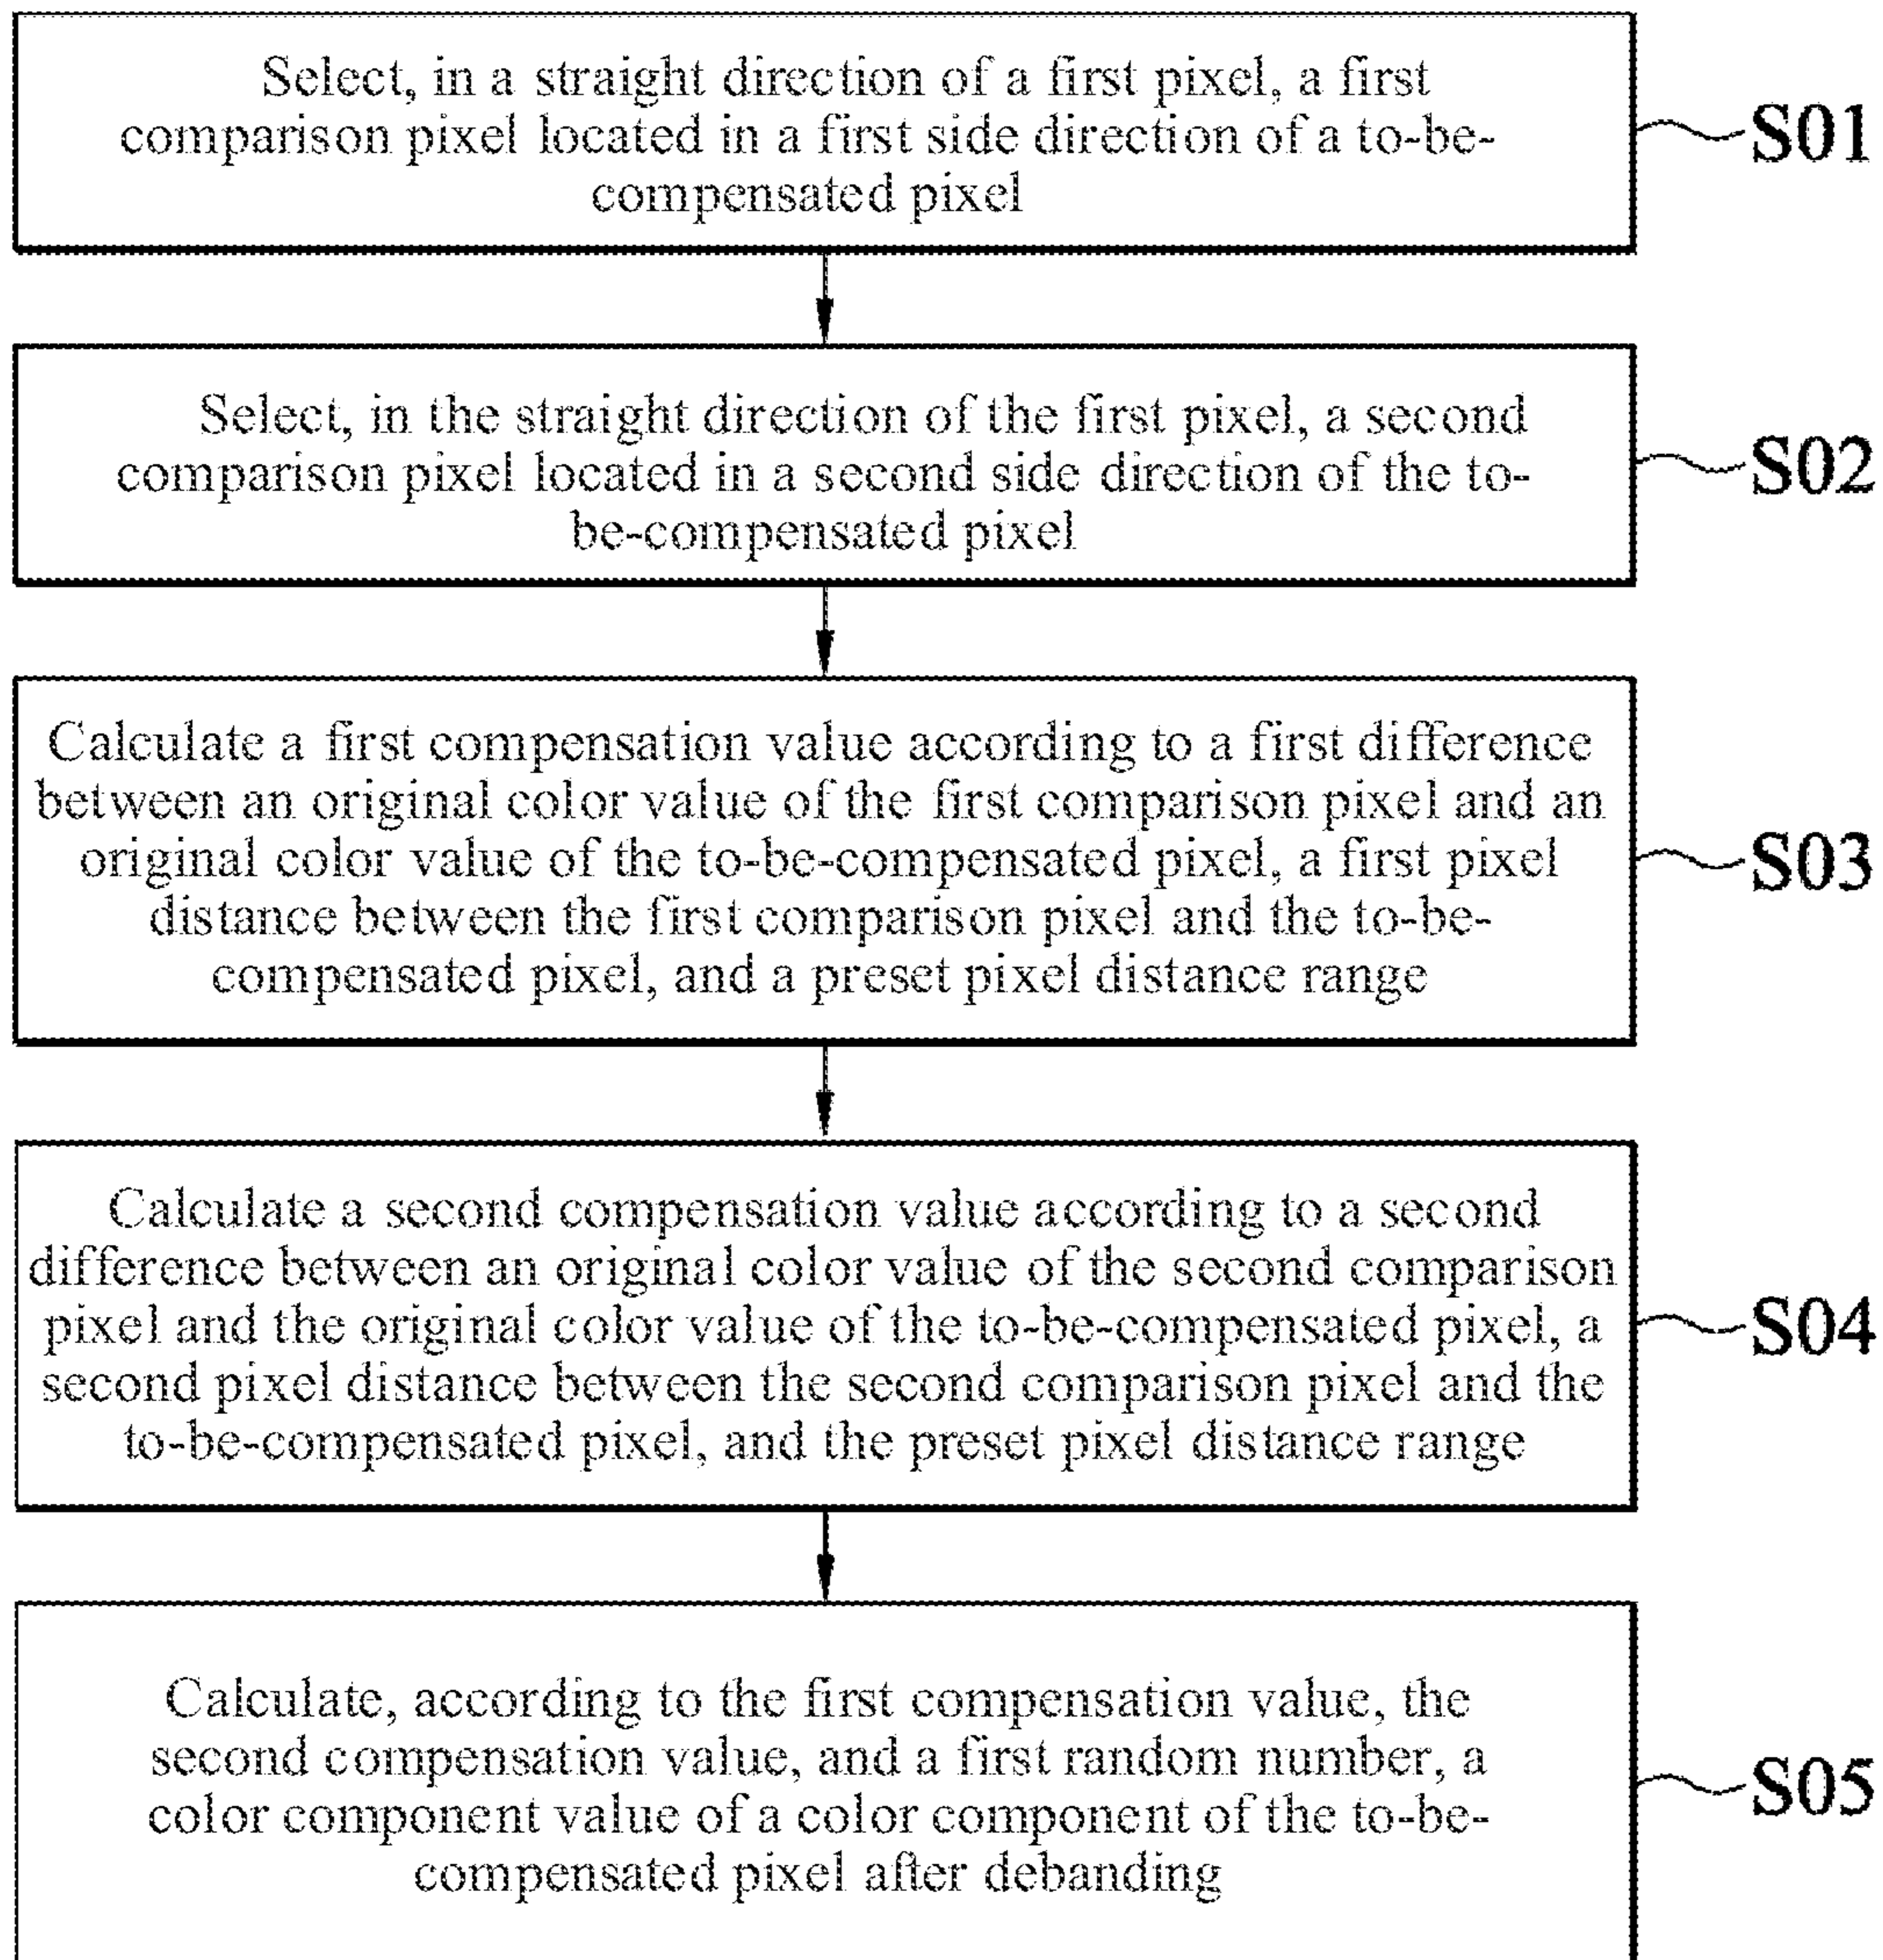 Select, in a straight direction of a first pixel, a first
comparison pixel located in a first side direction of a to-be-
compensated pixel
S01
Select, in the straight direction of the first pixel, a second
comparison pixel located in a second side direction of the to-
be-compensated pixel
S02
Calculate a first compensation value according to a first difference
between an original color value of the first comparison pixel and an
original color value of the to-be-compensated pixel, a first pixel
distance between the first comparison pixel and the to-be-
compensated pixel, and a preset pixel distance range
S03
Calculate a second compensation value according to a second
difference between an original color value of the second comparison
pixel and the original color value of the to-be-compensated pixel, a
second pixel distance between the second comparison pixel and the
to-be-compensated pixel, and the preset pixel distance range
S04
Calculate, according to the first compensation value, the
second compensation value, and a first random number, a
color component value of a color component of the to-be-
compensated pixel after debanding
S05